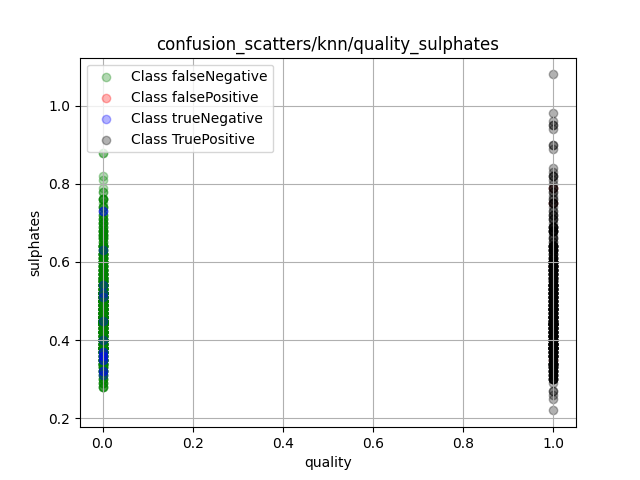 confusion_scatters/knn/quality_sulphates
Class falseNegative
Class falsePositive
Class trueNegative
Class TruePositive
1.0
0.8
0.6
0.4
0.2
sulphates
0.0 0.2 0.4 0.6 0.8 1.0
quality